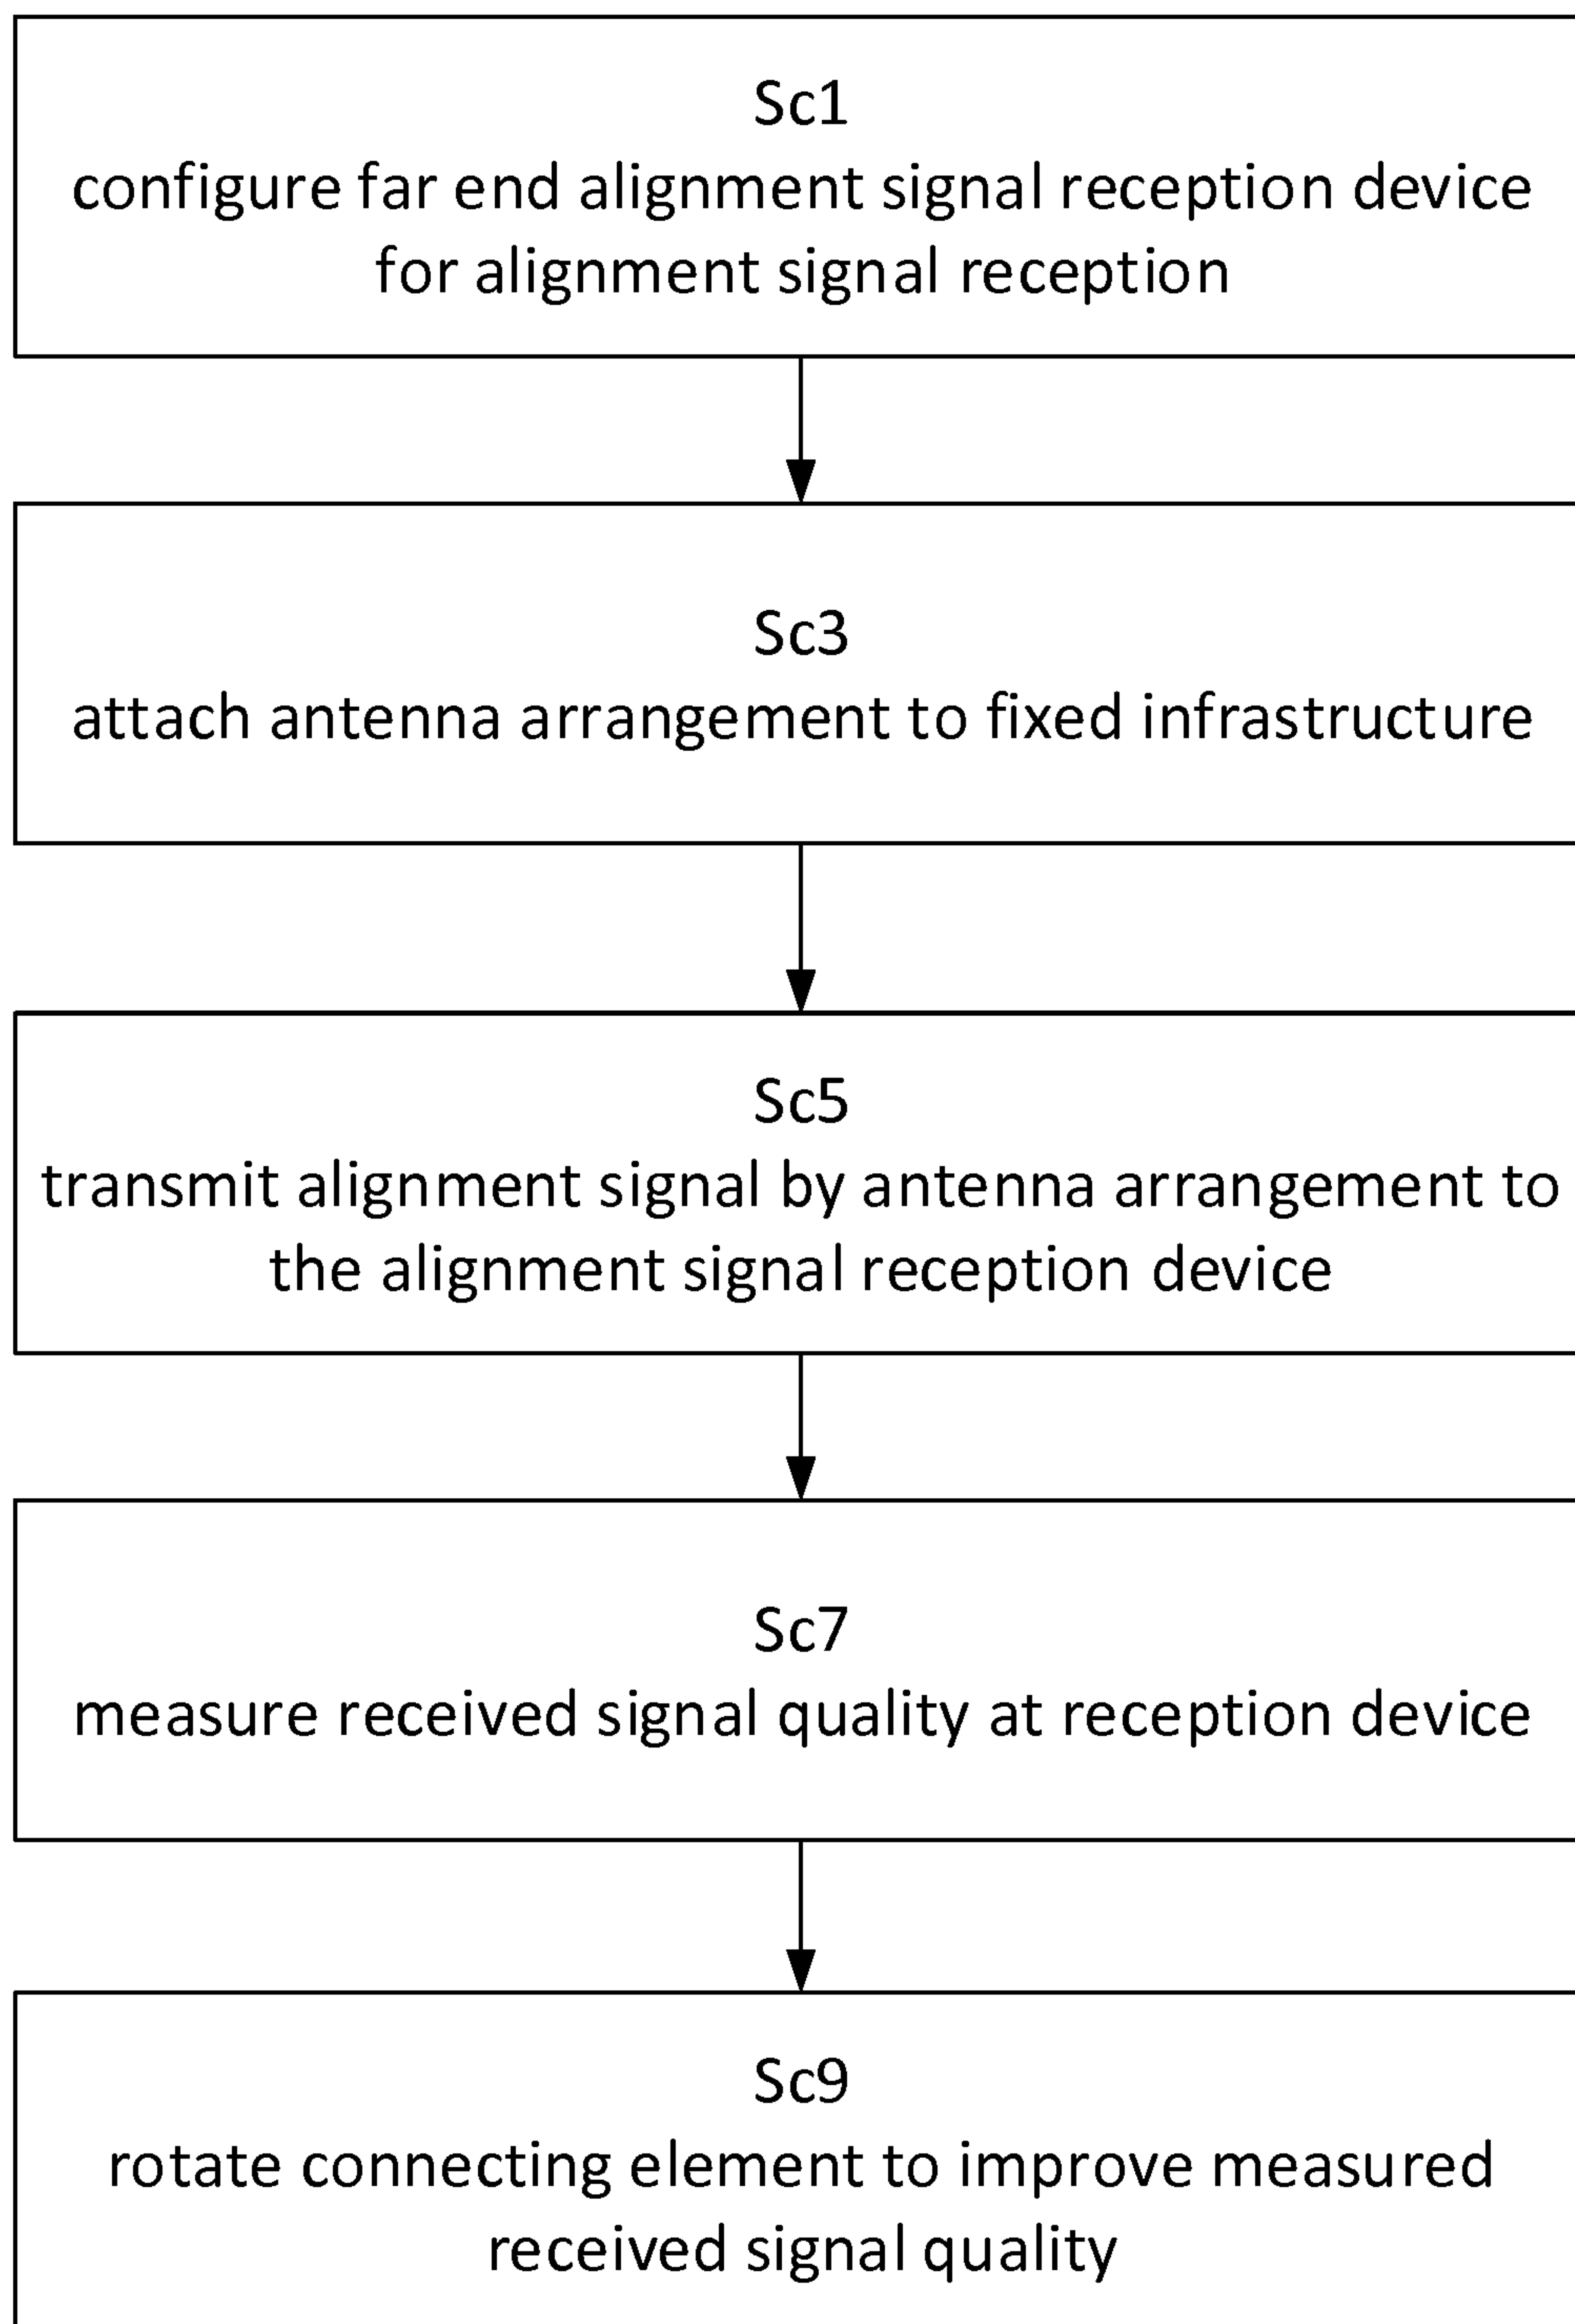 Sc1
configure far end alignment signal reception device
for alignment signal reception
Sc3
attach antenna arrangement to fixed infrastructure
Sc5
transmit alignment signal by antenna arrangement to
the alignment signal reception device
Sc7
measure received signal quality at reception device
Sc9
rotate connecting element to improve measured
received signal quality